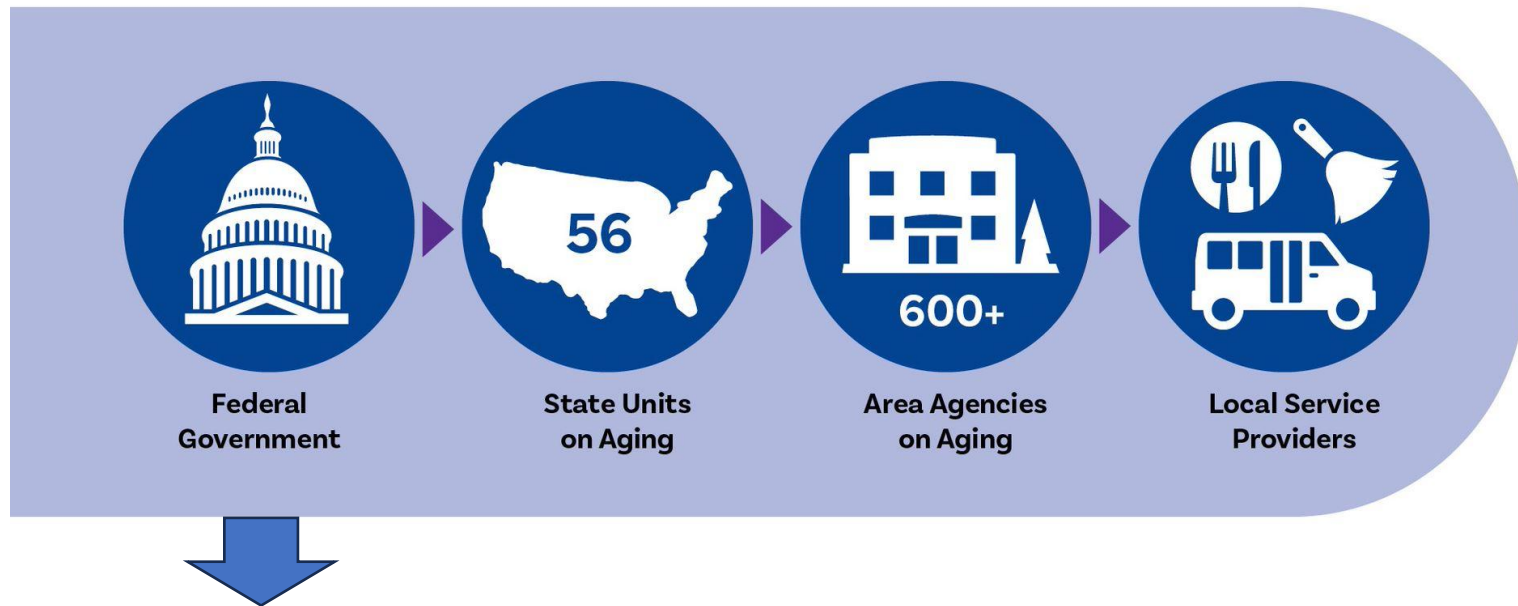 56
600+
Federal
Government
State Units
on Aging
Area Agencies
on Aging
Local Service
Providers